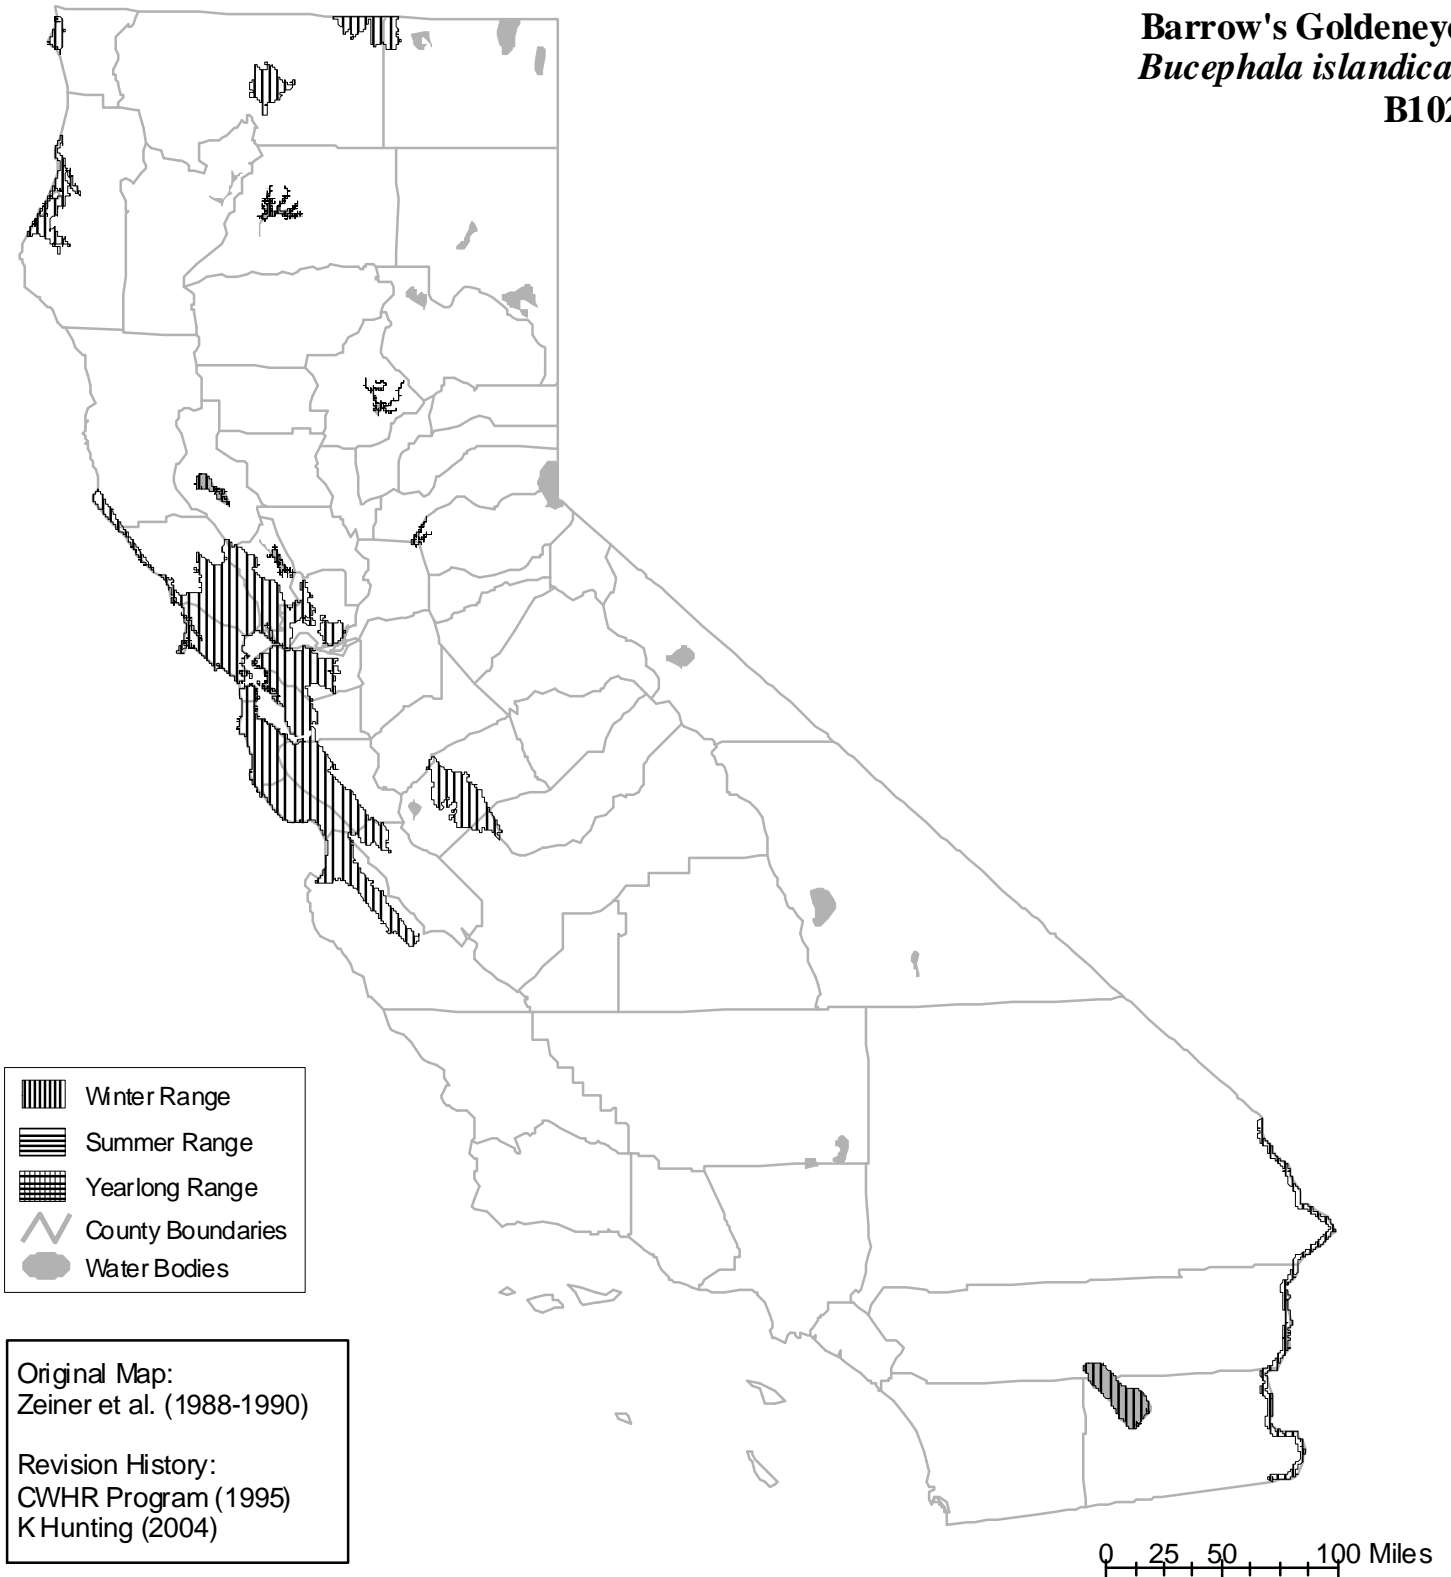 Barrow's Goldeneye
Bucephala islandica
B102
Winter Range
Summer Range
Yearlong Range
County Boundaries
Water Bodies
Original Map:
Zeiner et al. (1988-1990)
Revision History:
CWHR Program (1995)
K Hunting (2004)
0 25 50 100 Miles